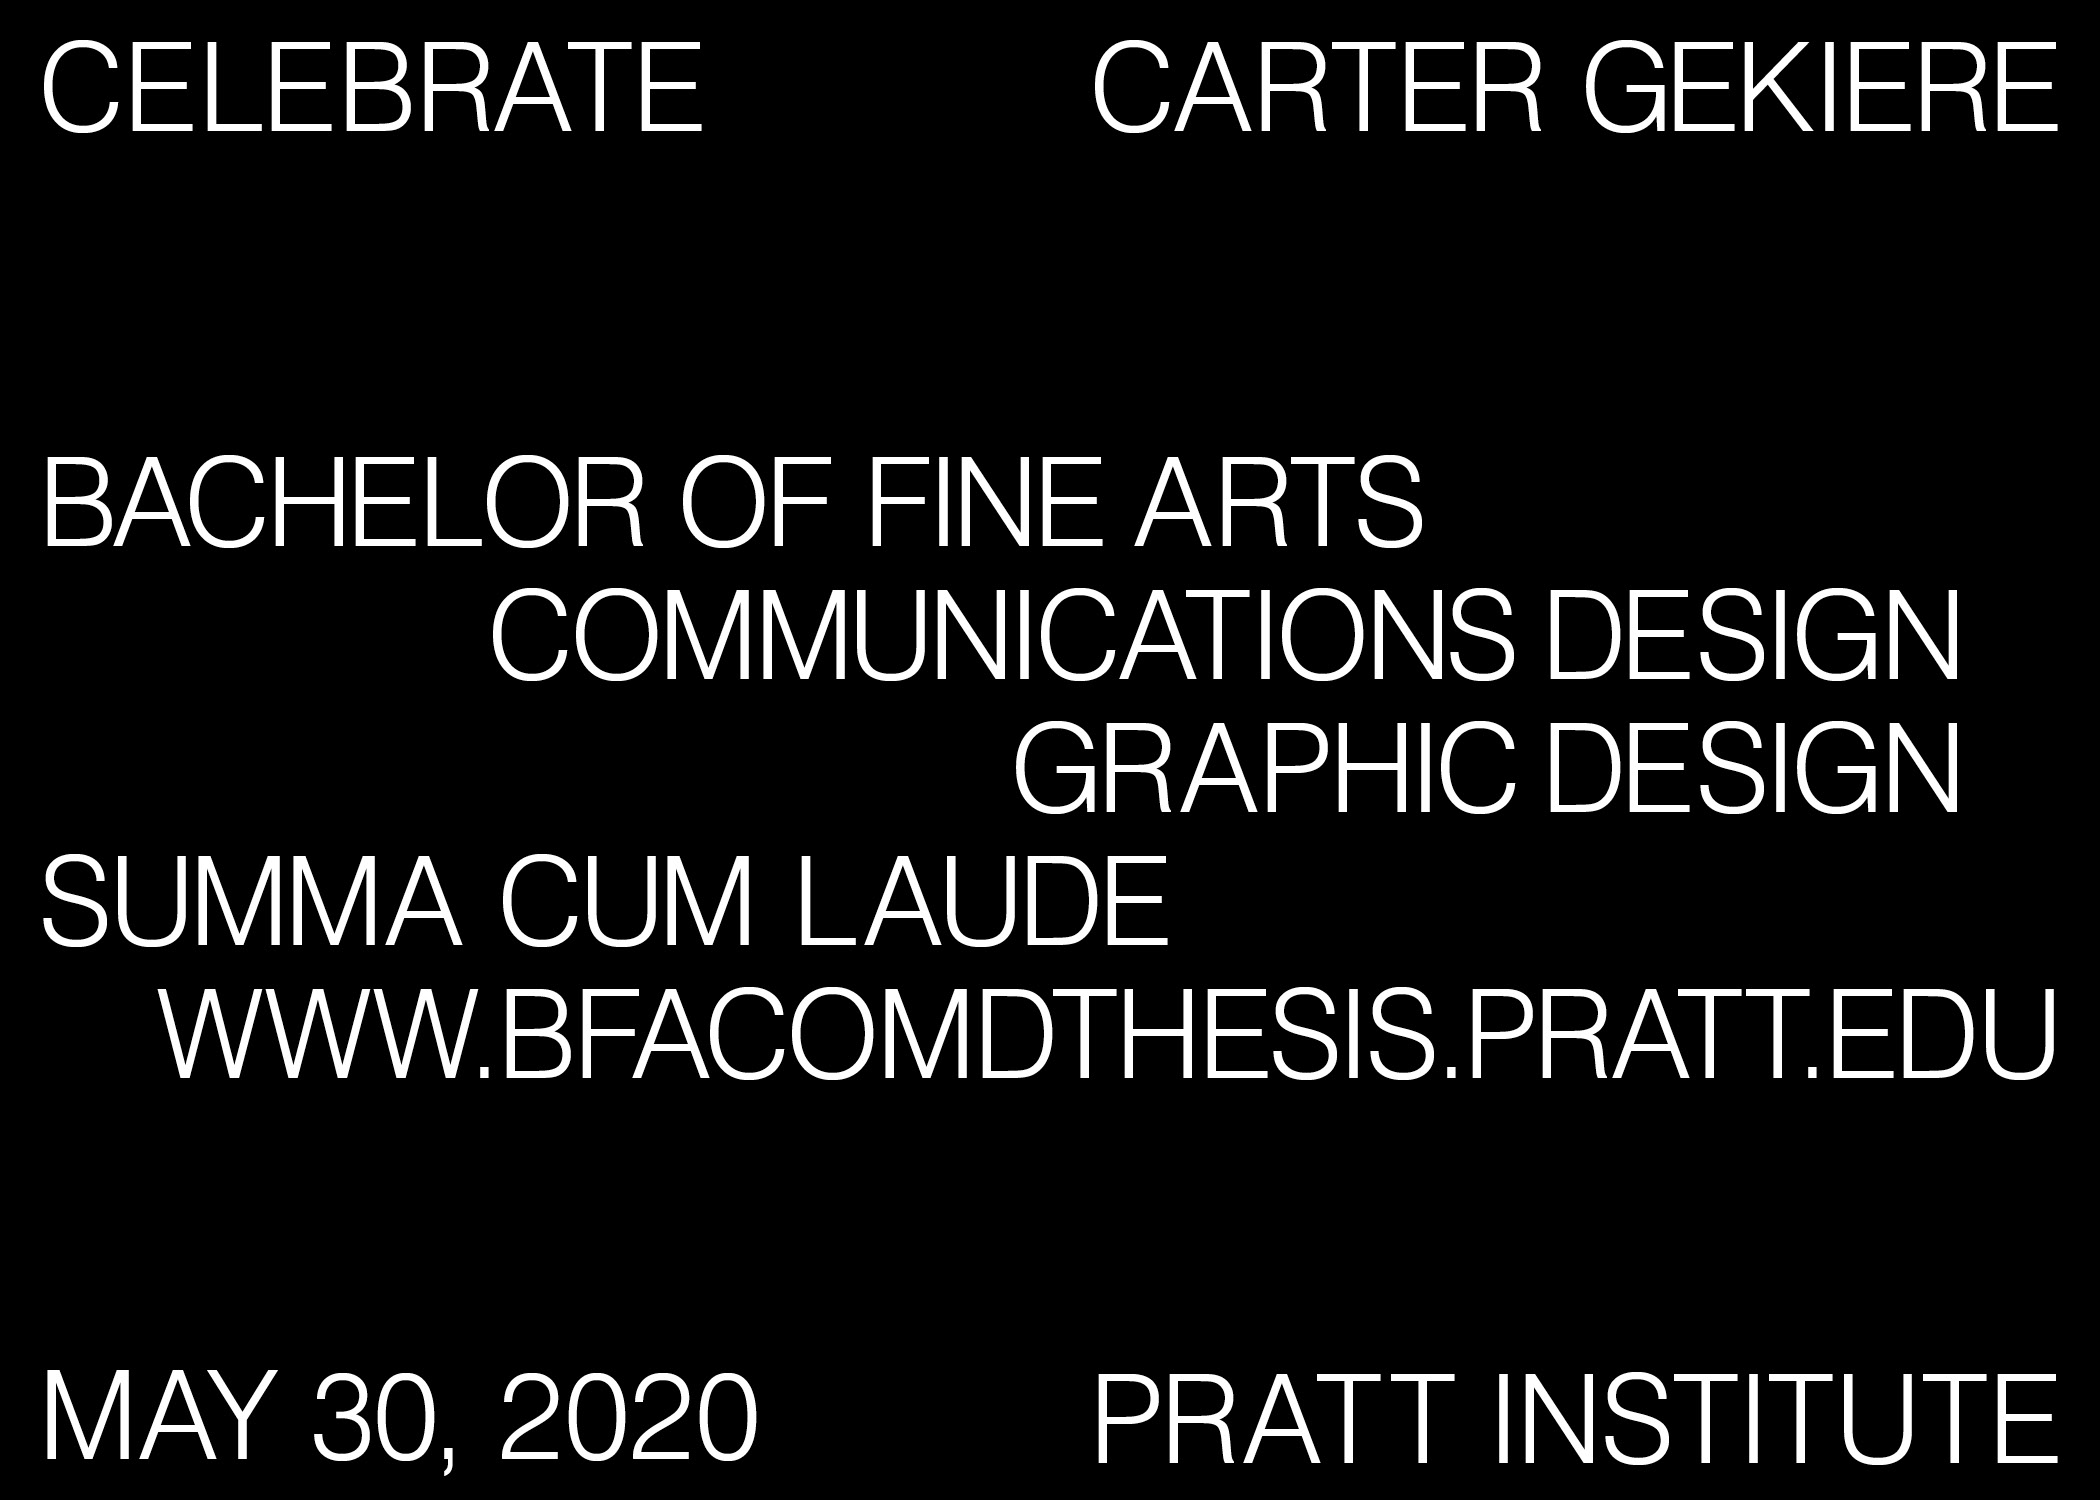 CELEBRATE CARTER GEKIERE
BACHELOR OF FINE ARTS
COMMUNICATIONS DESIGN
GRAPHIC DESIGN
SUMMA CUM LAUDE
WWW.BFACOMDTHESIS.PRATT.EDU
MAY 30, 2020 PRATT INSTITUTE